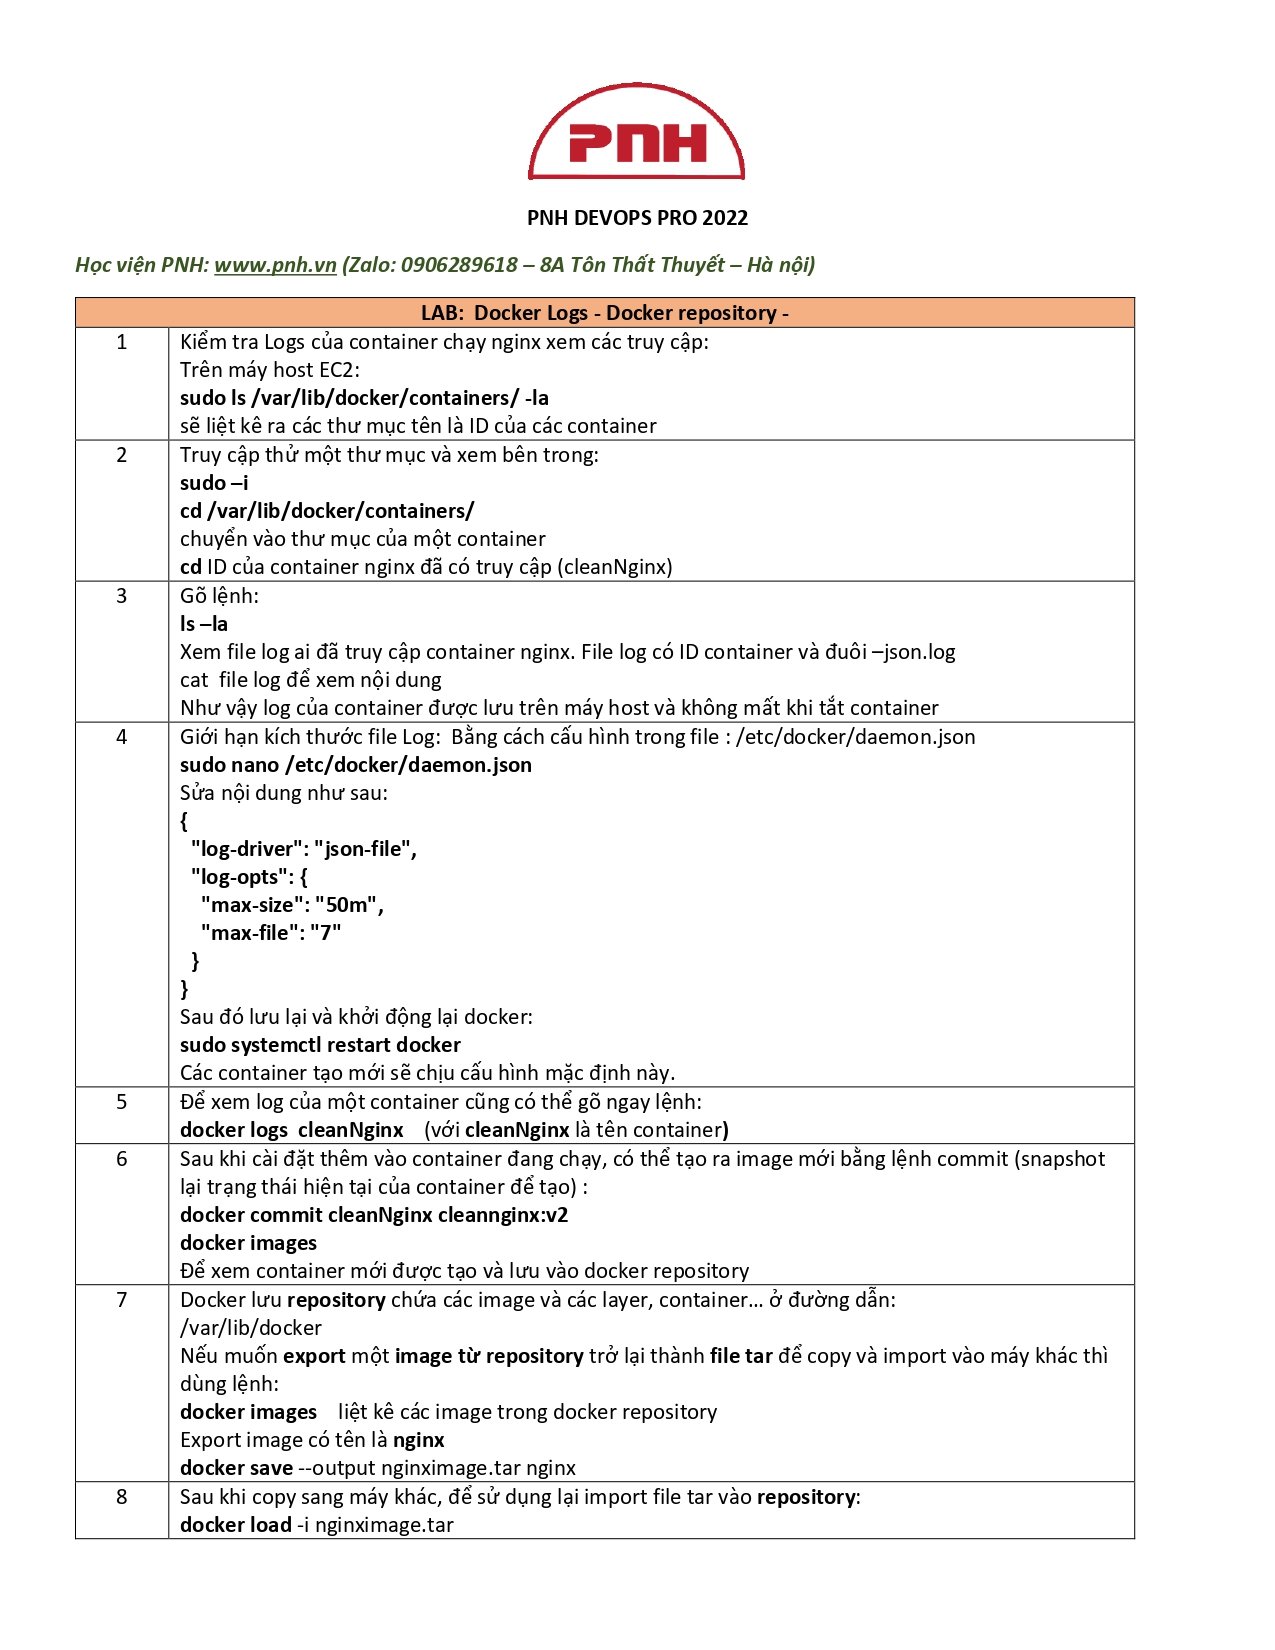 PNH
PNH DEVOPS PRO 2022
Học viện PNH: www.pnh.vn (Zalo: 0906289618 – 8A Tôn Thất Thuyết – Hà nội)
LAB:  Docker Logs - Docker repository -
1
Kiểm tra Logs của container chạy nginx xem các truy cập:
Trên máy host EC2:
sudo ls /var/lib/docker/containers/ -la
sẽ liệt kê ra các thư mục tên là ID của các container
2
Truy cập thử một thư mục và xem bên trong:
sudo –i
cd /var/lib/docker/containers/
chuyển vào thư mục của một container
cd ID của container nginx đã có truy cập (cleanNginx)
3
Gõ lệnh:
ls –la
Xem file log ai đã truy cập container nginx. File log có ID container và đuôi –json.log
cat  file log để xem nội dung
Như vậy log của container được lưu trên máy host và không mất khi tắt container
4
Giới hạn kích thước file Log:  Bằng cách cấu hình trong file : /etc/docker/daemon.json
sudo nano /etc/docker/daemon.json
Sửa nội dung như sau:
{
"log-driver": "json-file",
"log-opts": {
"max-size": "50m",
"max-file": "7"
}
}
Sau đó lưu lại và khởi động lại docker:
sudo systemctl restart docker
Các container tạo mới sẽ chịu cấu hình mặc định này.
5
Để xem log của một container cũng có thể gõ ngay lệnh:
docker logs  cleanNginx    (với cleanNginx là tên container)
6
Sau khi cài đặt thêm vào container đang chạy, có thể tạo ra image mới bằng lệnh commit (snapshot
lại trạng thái hiện tại của container để tạo) :
docker commit cleanNginx cleannginx:v2
docker images
Để xem container mới được tạo và lưu vào docker repository
7
Docker lưu repository chứa các image và các layer, container… ở đường dẫn:
/var/lib/docker
Nếu muốn export một image từ repository trở lại thành file tar để copy và import vào máy khác thì
dùng lệnh:
docker images    liệt kê các image trong docker repository
Export image có tên là nginx
docker save --output nginximage.tar nginx
8
Sau khi copy sang máy khác, để sử dụng lại import file tar vào repository:
docker load -i nginximage.tar